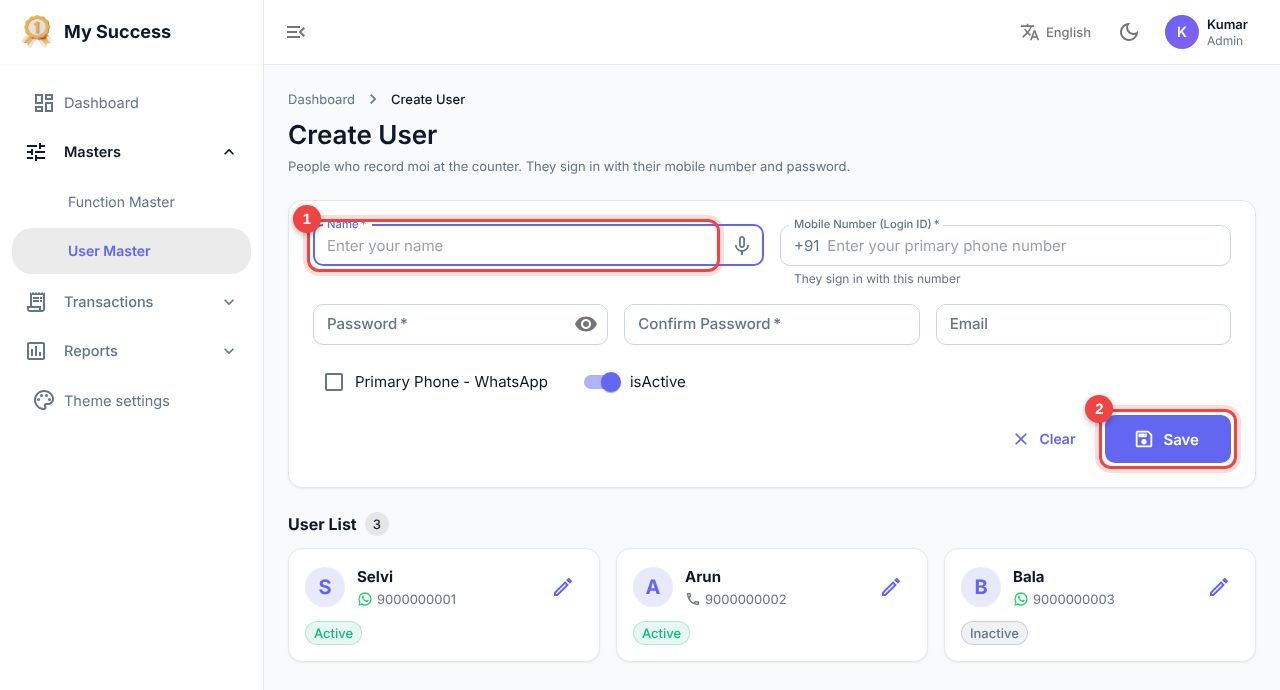 My Success
English
K
Kumar
Admin
Dashboard
Masters
Function Master
User Master
Transactions
Reports
Theme settings
Dashboard > Create User
Create User
People who record moi at the counter. They sign in with their mobile number and password.
1
Name *
Enter your name
Mobile Number (Login ID) *
+91 Enter your primary phone number
They sign in with this number
Password *
Confirm Password *
Email
Primary Phone - WhatsApp
isActive
Clear
2
Save
User List 3
S
Selvi
9000000001
Active
A
Arun
9000000002
Active
B
Bala
9000000003
Inactive